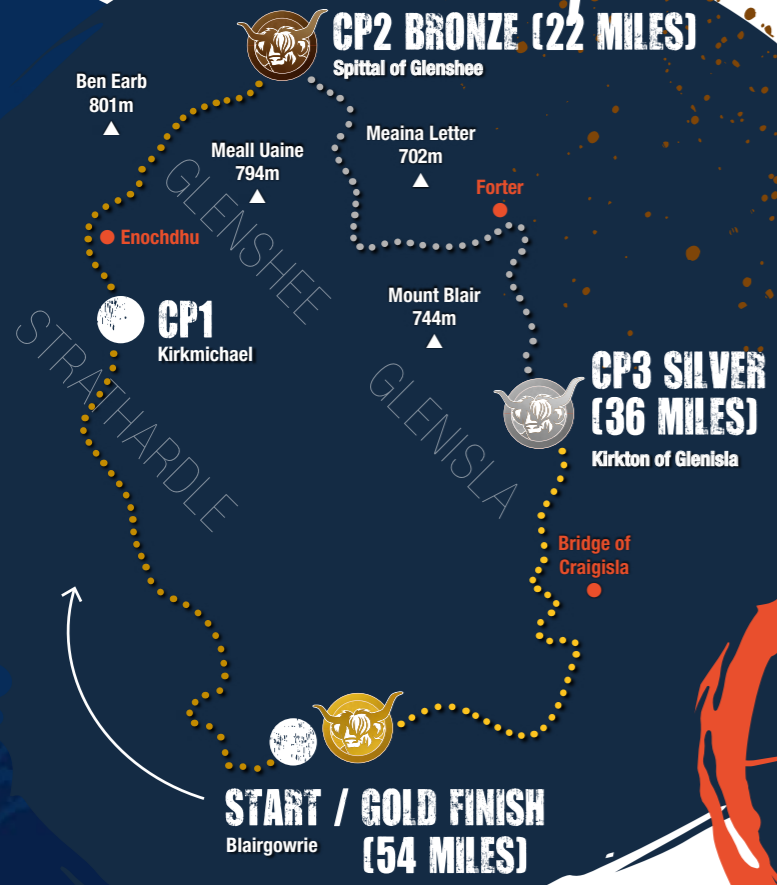 CP2 BRONZE (22 MILES)
Spittal of Glenshee
Ben Earb
801m
Meall Uaine
794m
Meaina Letter
702m
Forter
GLENSHEE
Enochdhu
CP1
Kirkmichael
Mount Blair
744m
STRATHARDLE
GLENISLA
CP3 SILVER
(36 MILES)
Kirkton of Glenisla
Bridge of
Craigisla
START / GOLD FINISH
Blairgowrie
(54 MILES)